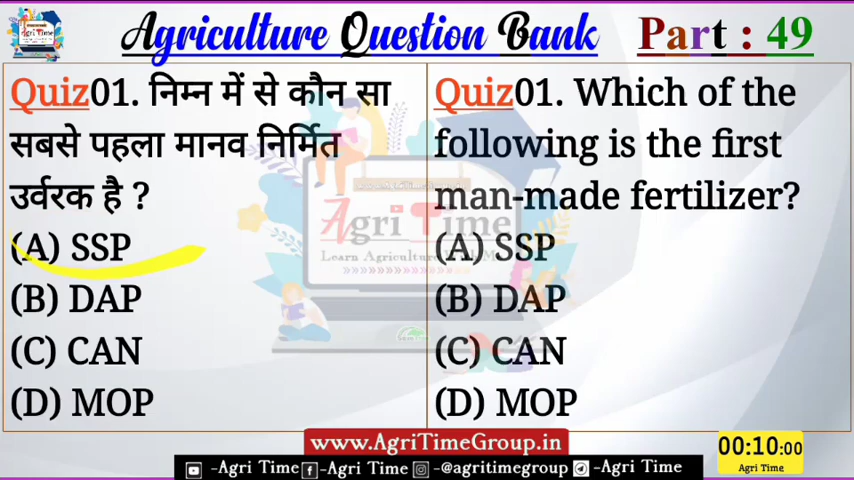 Agriculture Question Bank Part : 49
Quiz01. निम्न में से कौन सा
सबसे पहला मानव निर्मित
उर्वरक है ?
(A) SSP
(B) DAP
(C) CAN
(D) MOP
Quiz01. Which of the
following is the first
man-made fertilizer?
(A) SSP
(B) DAP
(C) CAN
(D) MOP
Agri Time
www.AgriTimeGroup.in
-Agri Time -Agri Time -@agritimegroup -Agri Time
00:10:00
Agri Time